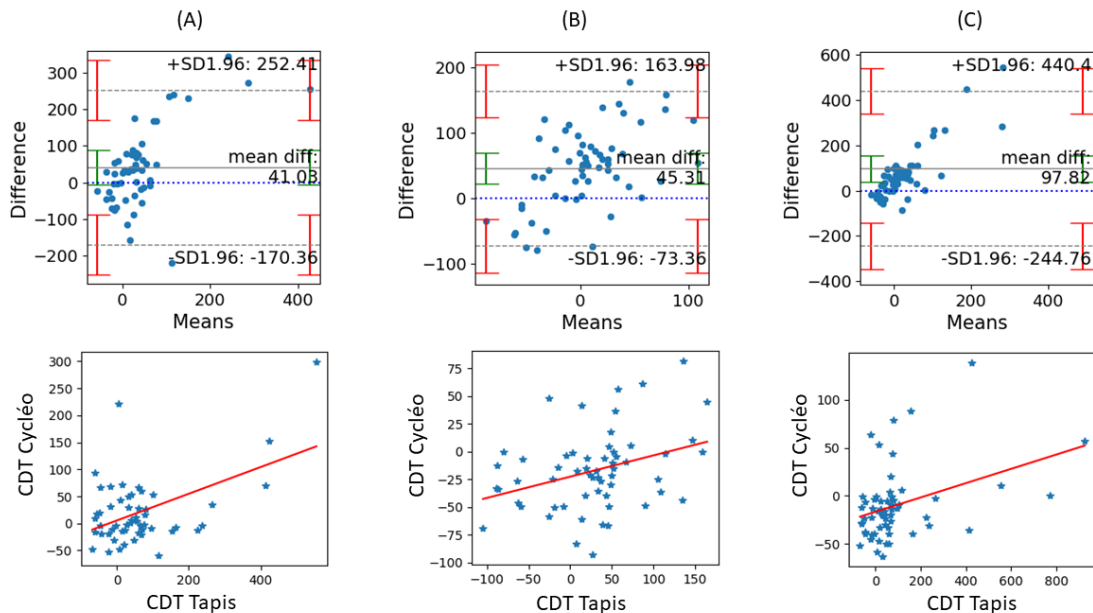 (A)
(B)
(C)
300
200
100
0
−100
−200
Difference
+SD1.96: 252.41
mean diff:
41.03
-SD1.96: -170.36
0
200
400
Means
200
100
0
−100
Difference
+SD1.96: 163.98
mean diff:
45.31
-SD1.96: -73.36
0
100
Means
600
400
200
0
−200
−400
Difference
+SD1.96: 440.4
mean diff:
97.82
-SD1.96: -244.76
0
200
400
Means
300
250
200
150
100
50
0
−50
CDT Cycléo
0
200
400
CDT Tapis
75
50
25
0
−25
−50
−75
−100
CDT Cycléo
−100
−50
0
50
100
150
CDT Tapis
100
50
0
−50
CDT Cycléo
0
200
400
600
800
CDT Tapis